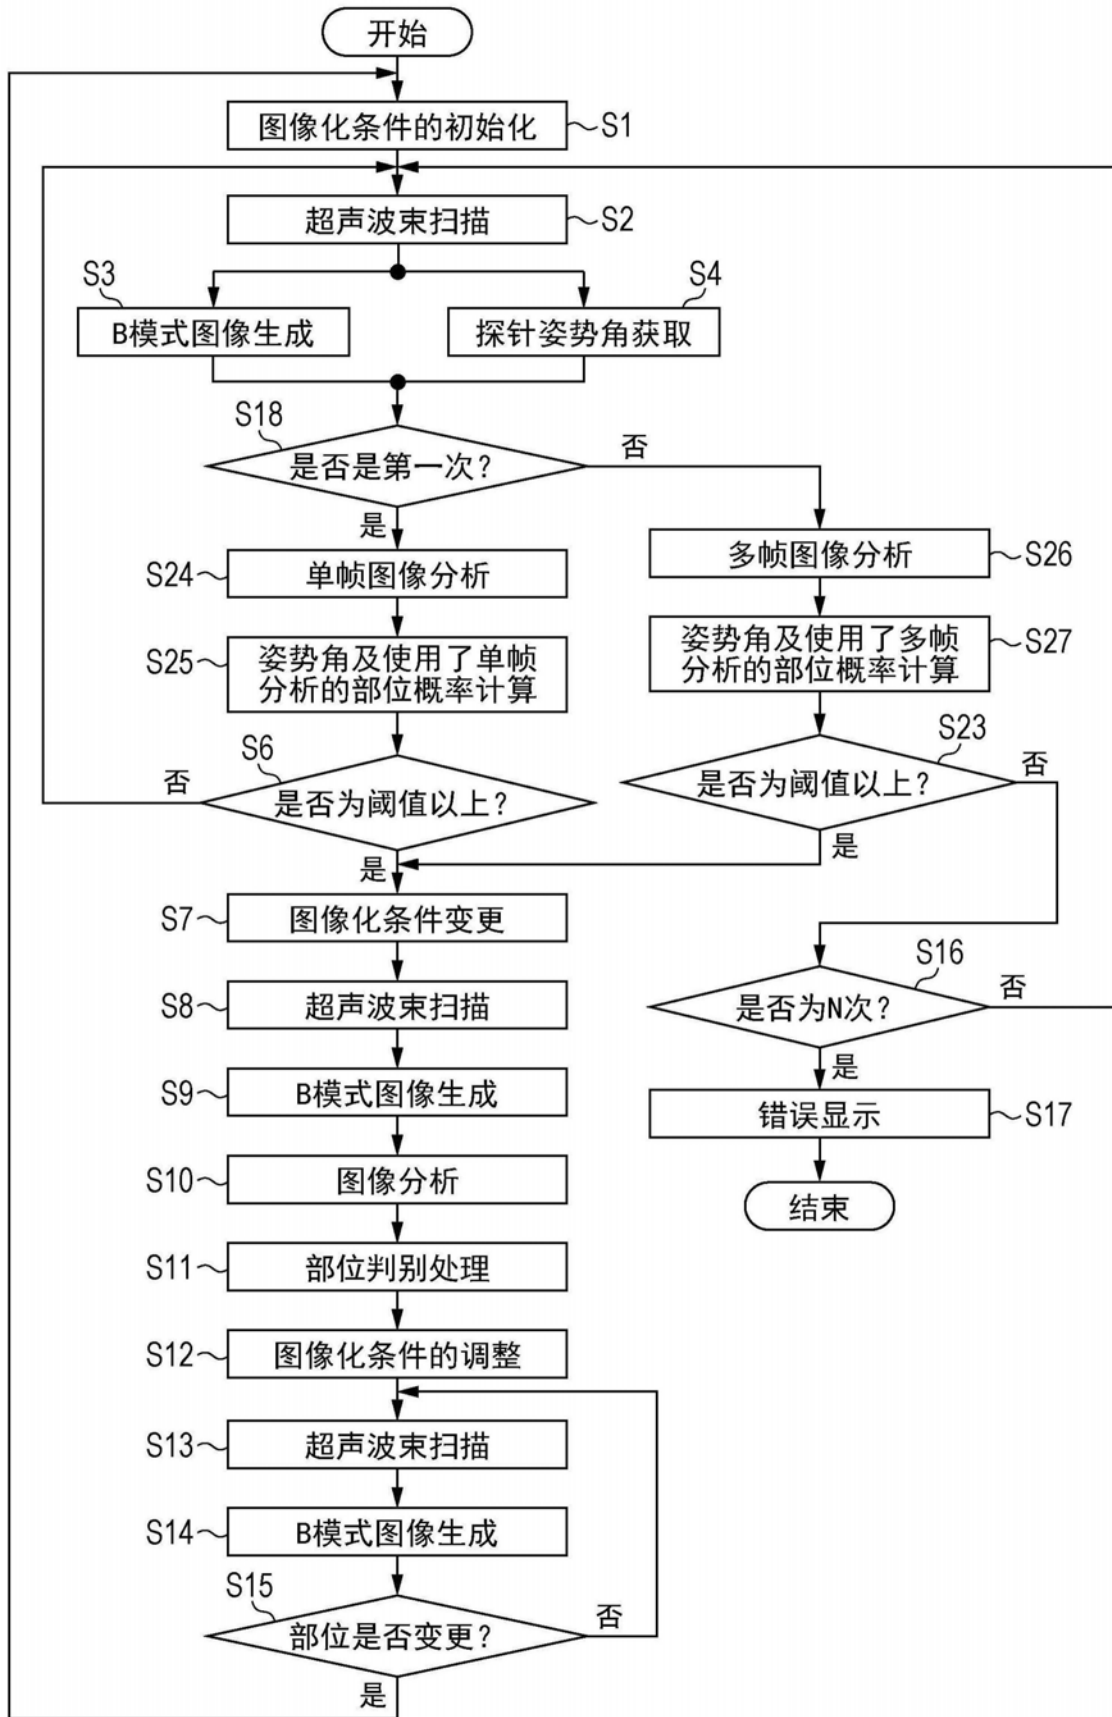 开始
图像化条件的初始化
S1
超声波束扫描
S2
S3
B模式图像生成
S4
探针姿势角获取
S18
是否是第一次?
否
是
S24
单帧图像分析
多帧图像分析
S26
S25
姿势角及使用了单帧
分析的部位概率计算
姿势角及使用了多帧
分析的部位概率计算
S27
S6
否
是否为阈值以上?
是
S23
是否为阈值以上?
否
是
S7
图像化条件变更
S8
超声波束扫描
S16
是否为N次?
否
是
S9
B模式图像生成
错误显示
S17
S10
图像分析
结束
S11
部位判别处理
S12
图像化条件的调整
S13
超声波束扫描
S14
B模式图像生成
S15
部位是否变更?
否
是